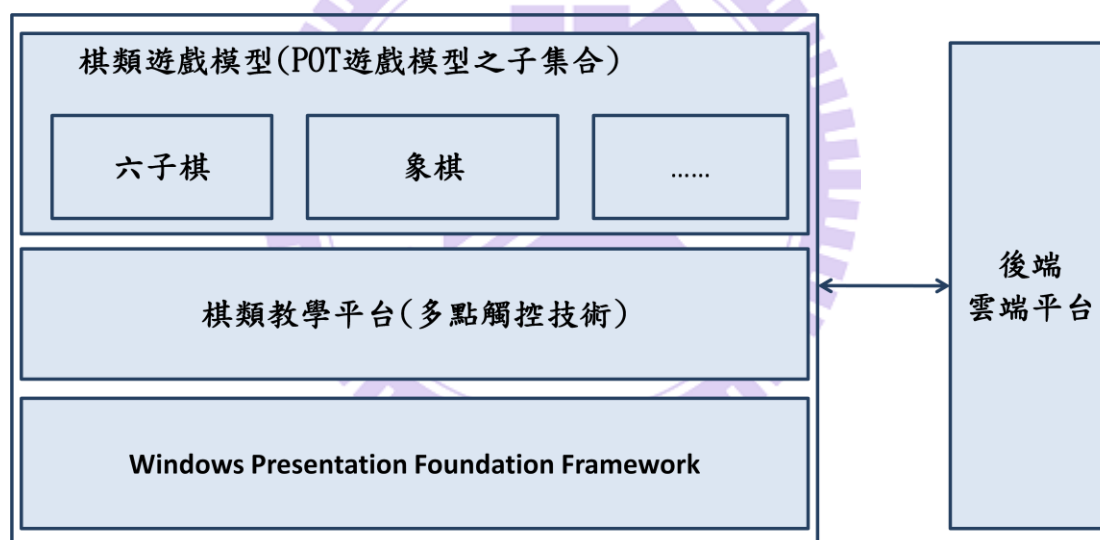 棋類遊戲模型(POT遊戲模型之子集合)
六子棋
象棋
……
棋類教學平台(多點觸控技術)
Windows Presentation Foundation Framework
後端
雲端平台